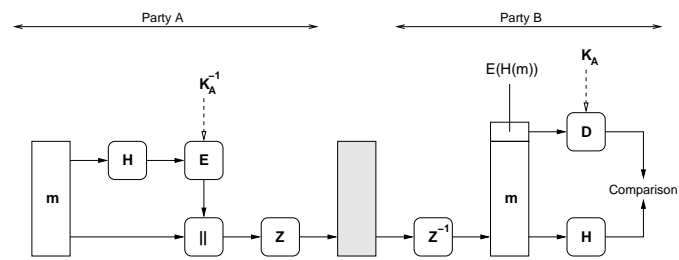 Party A
Party B
K_A^{-1}
E(H(m))
K_A
H
E
D
m
m
Comparison
||
Z
Z^{-1}
H